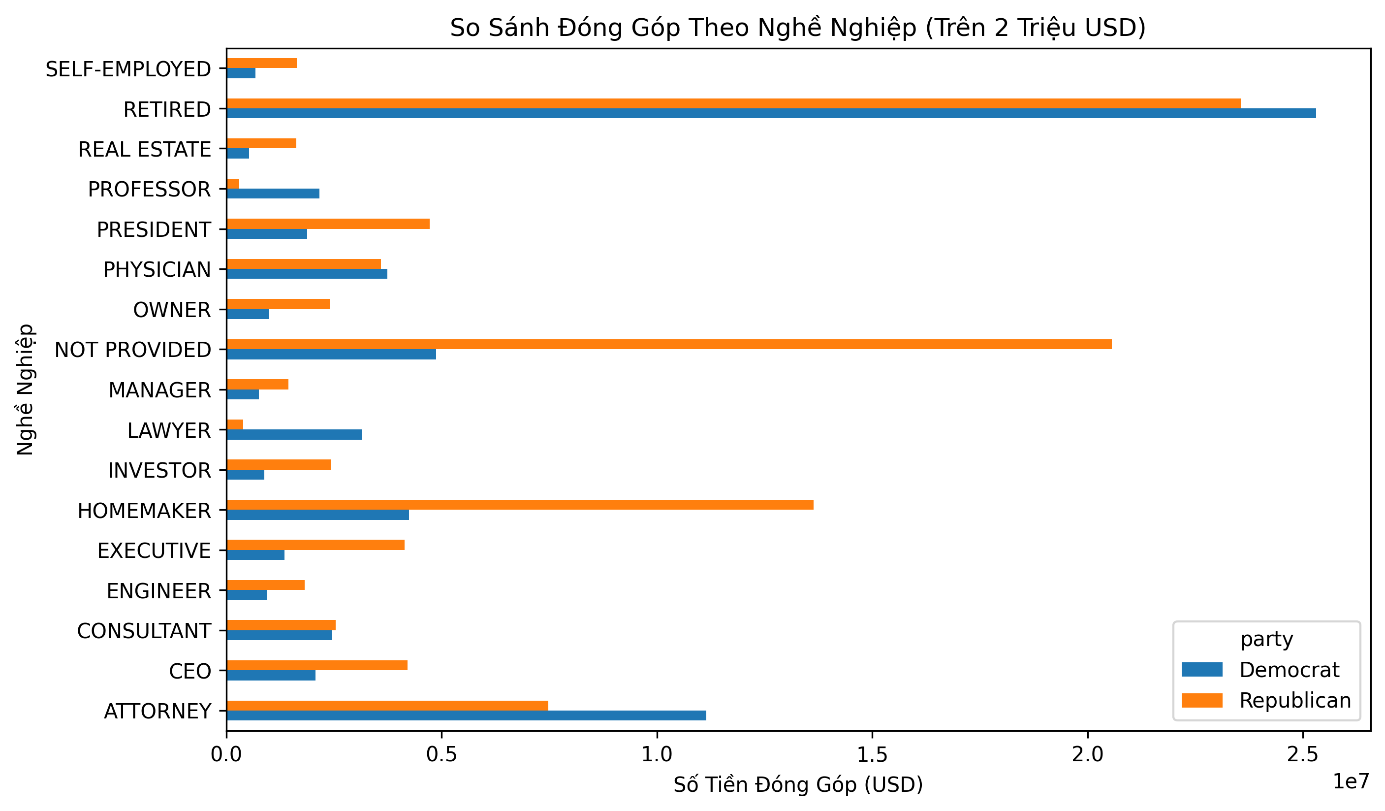 So Sánh Đóng Góp Theo Nghề Nghiệp (Trên 2 Triệu USD)
Nghề Nghiệp
SELF-EMPLOYED
RETIRED
REAL ESTATE
PROFESSOR
PRESIDENT
PHYSICIAN
OWNER
NOT PROVIDED
MANAGER
LAWYER
INVESTOR
HOMEMAKER
EXECUTIVE
ENGINEER
CONSULTANT
CEO
ATTORNEY
party
Democrat
Republican
0.0 0.5 1.0 1.5 2.0 2.5
1e7
Số Tiền Đóng Góp (USD)